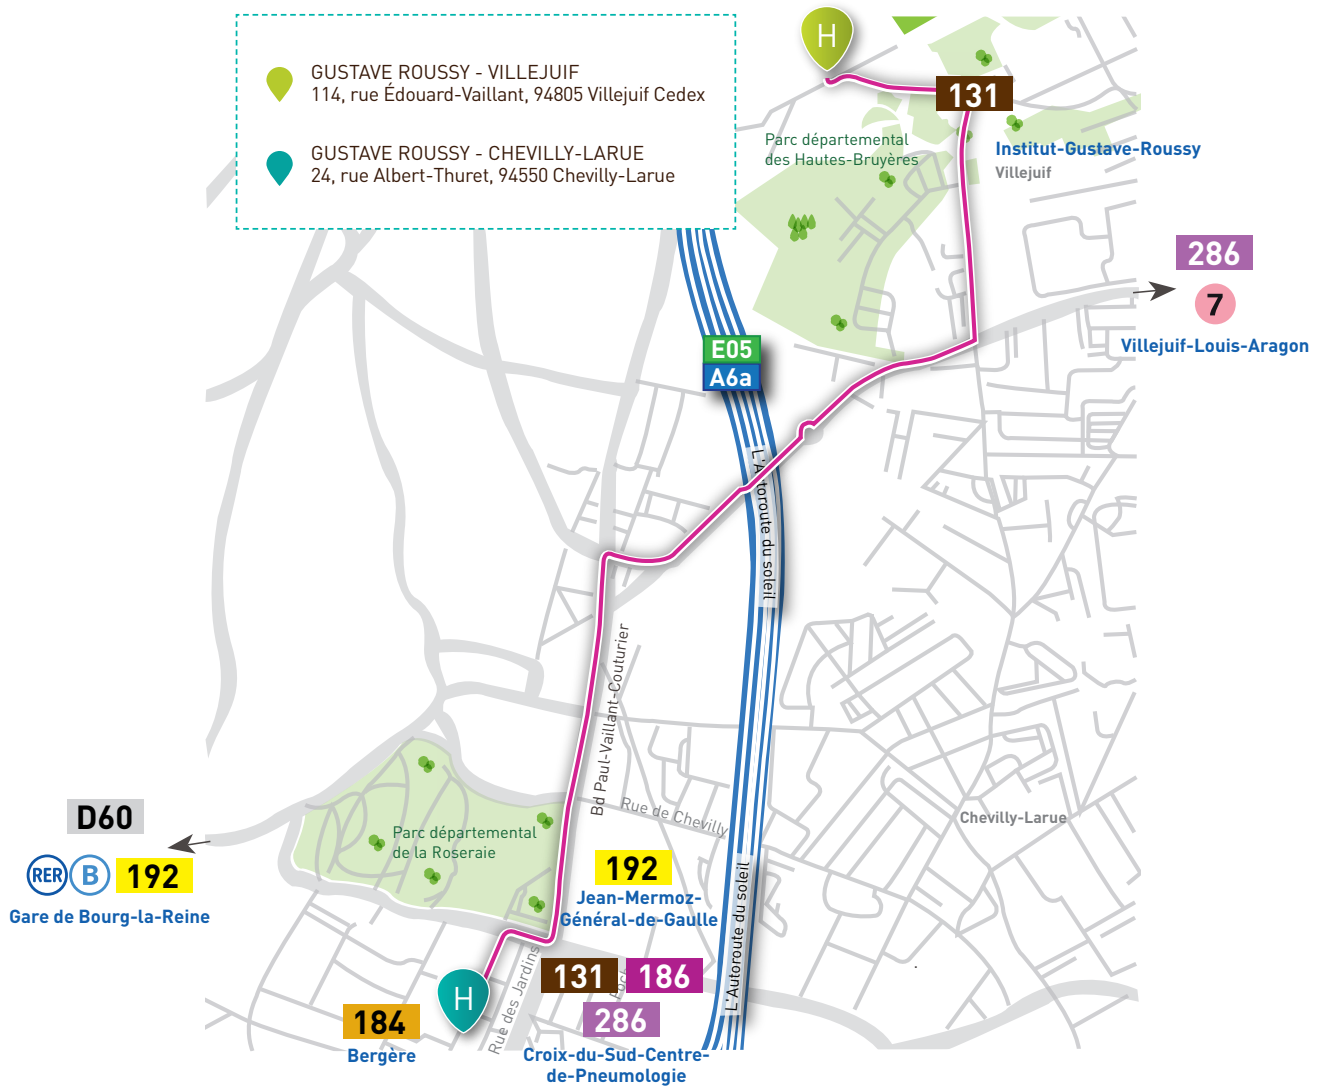 GUSTAVE ROUSSY - VILLEJUIF
114, rue Édouard-Vaillant, 94805 Villejuif Cedex
GUSTAVE ROUSSY - CHEVILLY-LARUE
24, rue Albert-Thuret, 94550 Chevilly-Larue
H
131
Parc départemental
des Hautes-Bruyères
Institut-Gustave-Roussy
Villejuif
286
7
Villejuif-Louis-Aragon
E05
A6a
L'Autoroute du soleil
Bd Paul-Vaillant-Couturier
Rue de Chevilly
Chevilly-Larue
D60
RER B 192
Gare de Bourg-la-Reine
Parc départemental
de la Roseraie
192
Jean-Mermoz-
Général-de-Gaulle
L'Autoroute du soleil
131 186
Foch
286
Croix-du-Sud-Centre-
de-Pneumologie
Rue des Jardins
H
184
Bergère